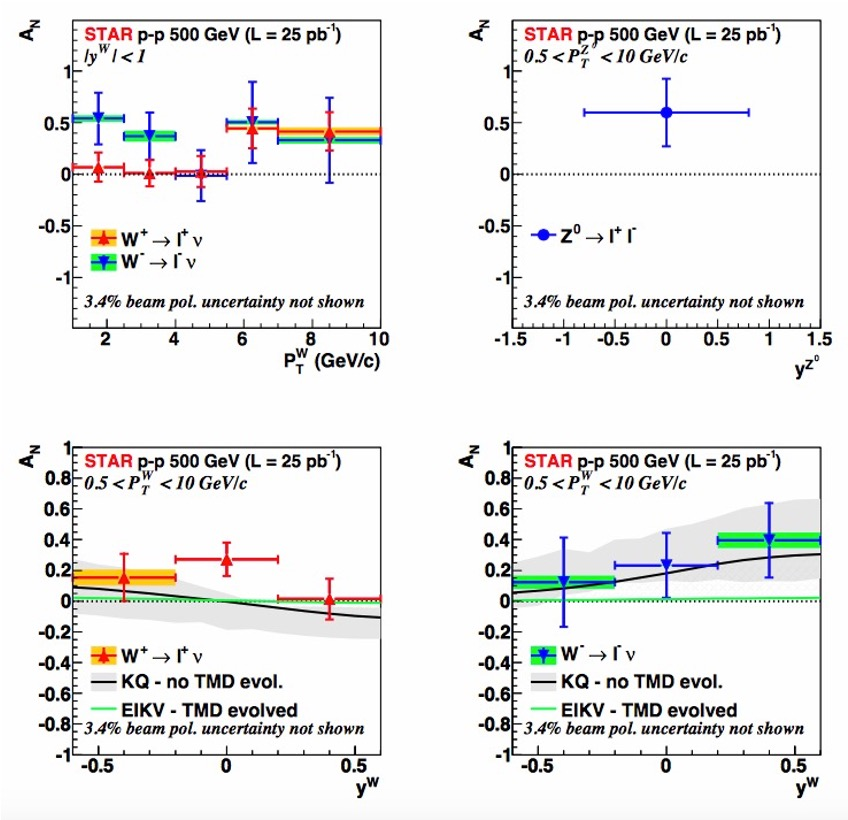 A_N
STAR p-p 500 GeV (L = 25 pb⁻¹)
|y^W| < 1
1
0.5
0
-0.5
-1
W⁺ → l⁺ ν
W⁻ → l⁻ ν
3.4% beam pol. uncertainty not shown
2 4 6 8 10
P_T^W (GeV/c)
A_N
STAR p-p 500 GeV (L = 25 pb⁻¹)
0.5 < P_T^{Z⁰} < 10 GeV/c
1
0.5
0
-0.5
-1
Z⁰ → l⁺ l⁻
3.4% beam pol. uncertainty not shown
-1.5 -1 -0.5 0 0.5 1 1.5
y^{Z⁰}
A_N
1
STAR p-p 500 GeV (L = 25 pb⁻¹)
0.8
0.5 < P_T^W < 10 GeV/c
0.6
0.4
0.2
0
-0.2
-0.4
W⁺ → l⁺ ν
-0.6
KQ - no TMD evol.
EIKV - TMD evolved
-0.8
3.4% beam pol. uncertainty not shown
-1
-0.5 0 0.5
y^W
A_N
1
STAR p-p 500 GeV (L = 25 pb⁻¹)
0.8
0.5 < P_T^W < 10 GeV/c
0.6
0.4
0.2
0
-0.2
-0.4
W⁻ → l⁻ ν
-0.6
KQ - no TMD evol.
EIKV - TMD evolved
-0.8
3.4% beam pol. uncertainty not shown
-1
-0.5 0 0.5
y^W